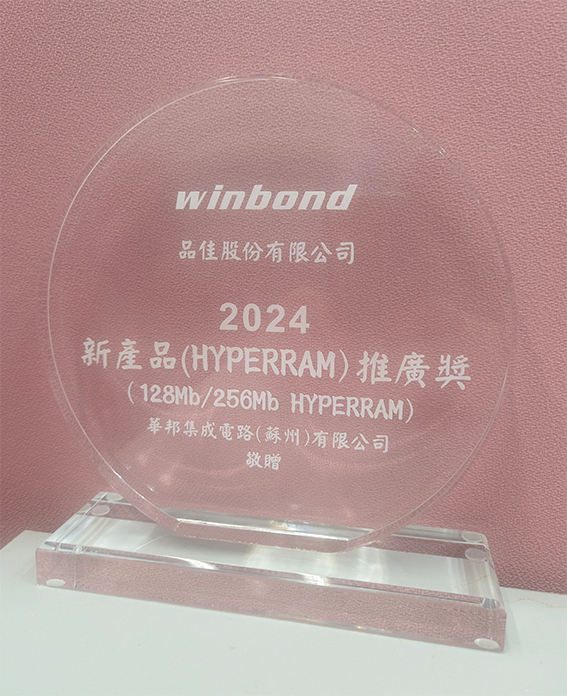 winbond
品佳股份有限公司
2024
新產品(HYPERRAM)推廣獎
(128Mb/256Mb HYPERRAM)
華邦集成電路(蘇州)有限公司
敬贈